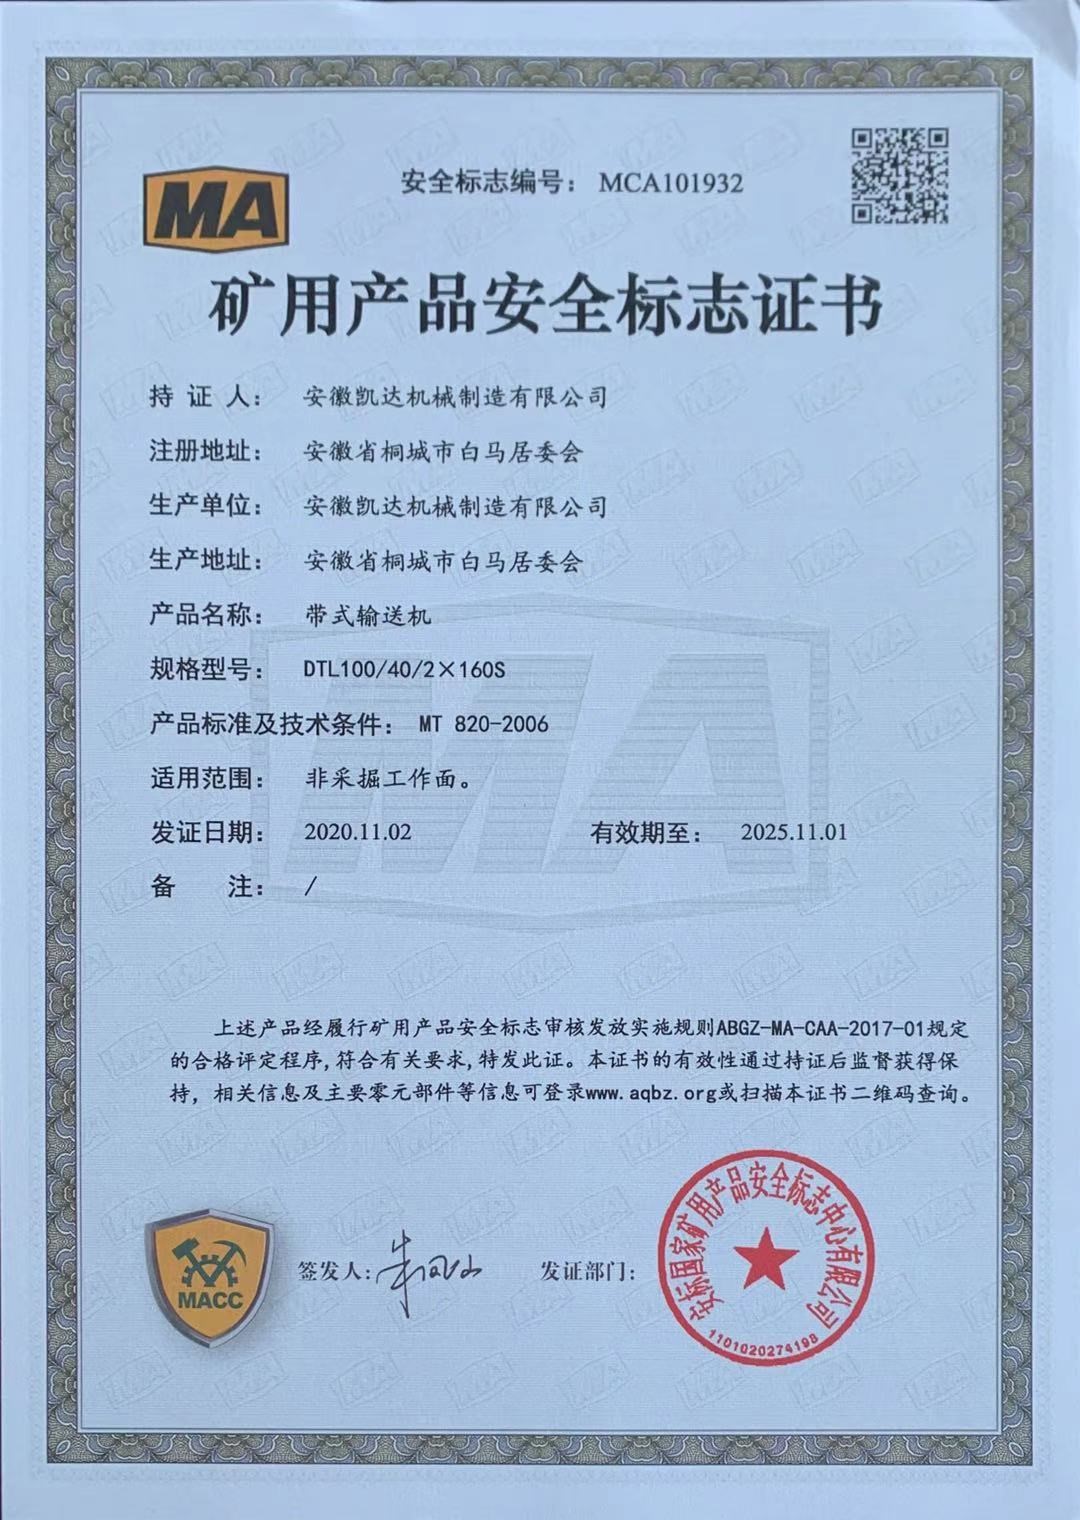 MA
安全标志编号： MCA101932
矿用产品安全标志证书
持 证 人： 安徽凯达机械制造有限公司
注册地址： 安徽省桐城市白马居委会
生产单位： 安徽凯达机械制造有限公司
生产地址： 安徽省桐城市白马居委会
产品名称： 带式输送机
规格型号： DTL100/40/2×160S
产品标准及技术条件： MT 820-2006
适用范围： 非采掘工作面。
发证日期： 2020.11.02 有效期至： 2025.11.01
备 注： /
上述产品经履行矿用产品安全标志审核发放实施规则ABGZ-MA-CAA-2017-01规定
的合格评定程序,符合有关要求,特发此证。本证书的有效性通过持证后监督获得保
持，相关信息及主要零元部件等信息可登录www.aqbz.org或扫描本证书二维码查询。
MACC
签发人: 发证部门:
安标国家矿用产品安全标志中心有限公司
1101020274198